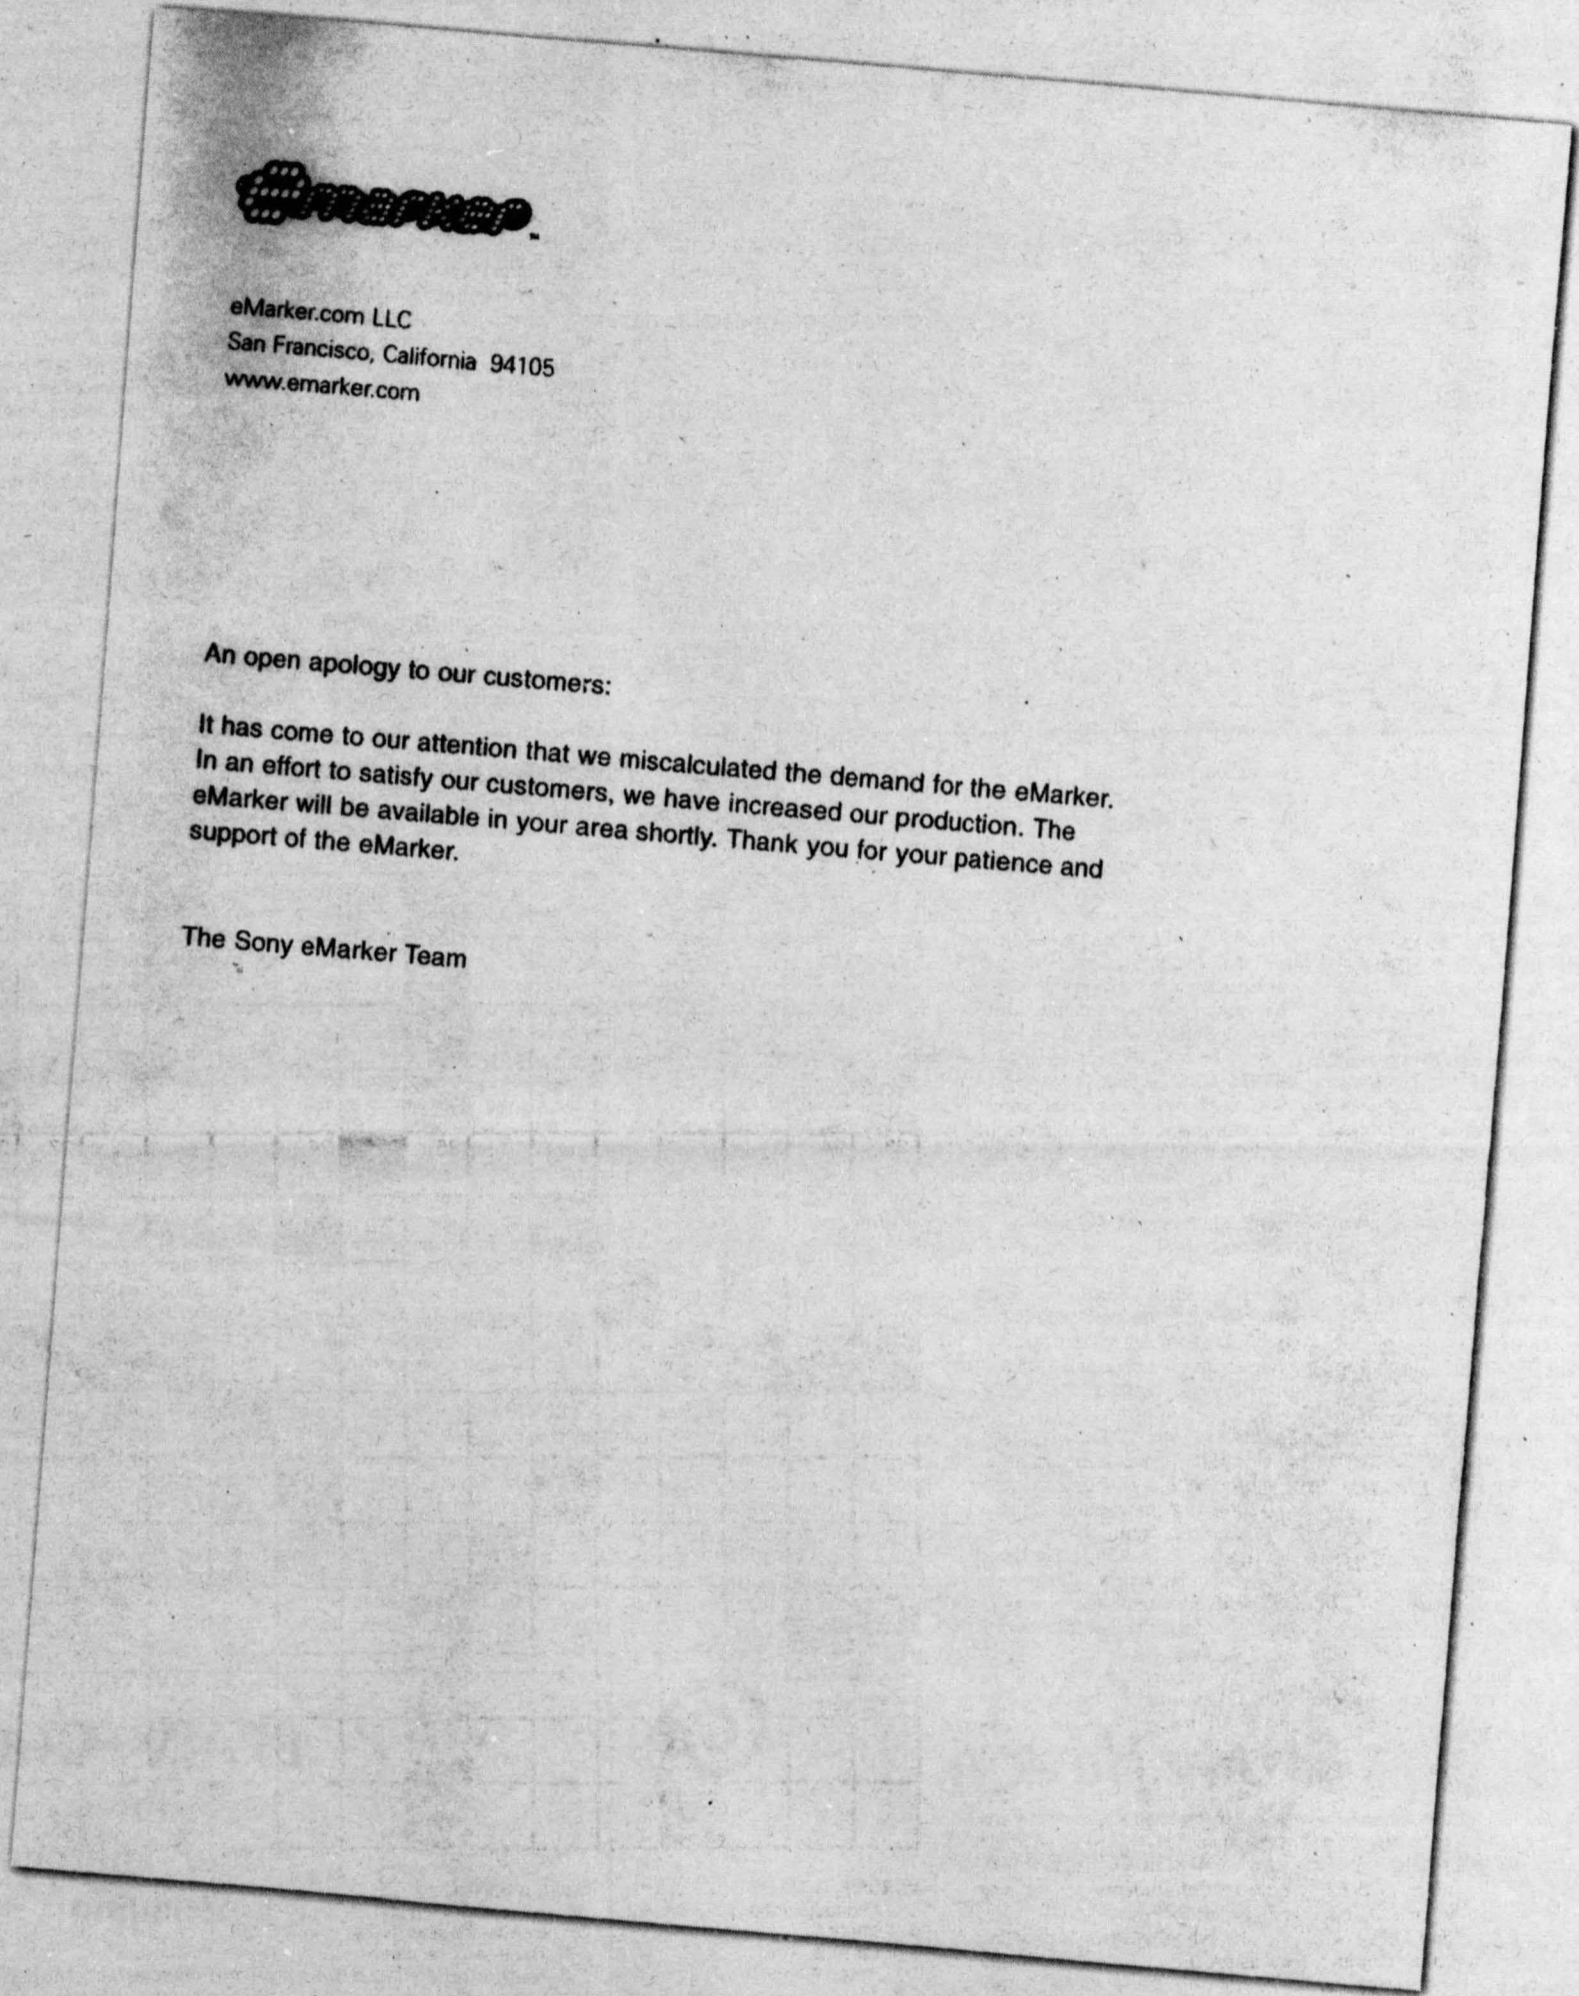 emarker™
eMarker.com LLC
San Francisco, California 94105
www.emarker.com
An open apology to our customers:
It has come to our attention that we miscalculated the demand for the eMarker.
In an effort to satisfy our customers, we have increased our production. The
eMarker will be available in your area shortly. Thank you for your patience and
support of the eMarker.
The Sony eMarker Team